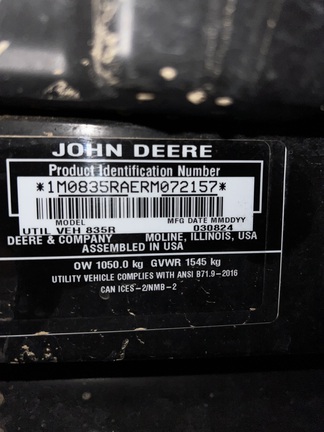 JOHN DEERE
Product Identification Number
*1M0835RAERM072157*
MODEL MFG DATE MMDDYY
UTIL VEH 835R 030824
DEERE & COMPANY MOLINE, ILLINOIS, USA
ASSEMBLED IN USA
OW 1050.0 kg GVWR 1545 kg
UTILITY VEHICLE COMPLIES WITH ANSI B71.9-2016
CAN ICES-2/NMB-2